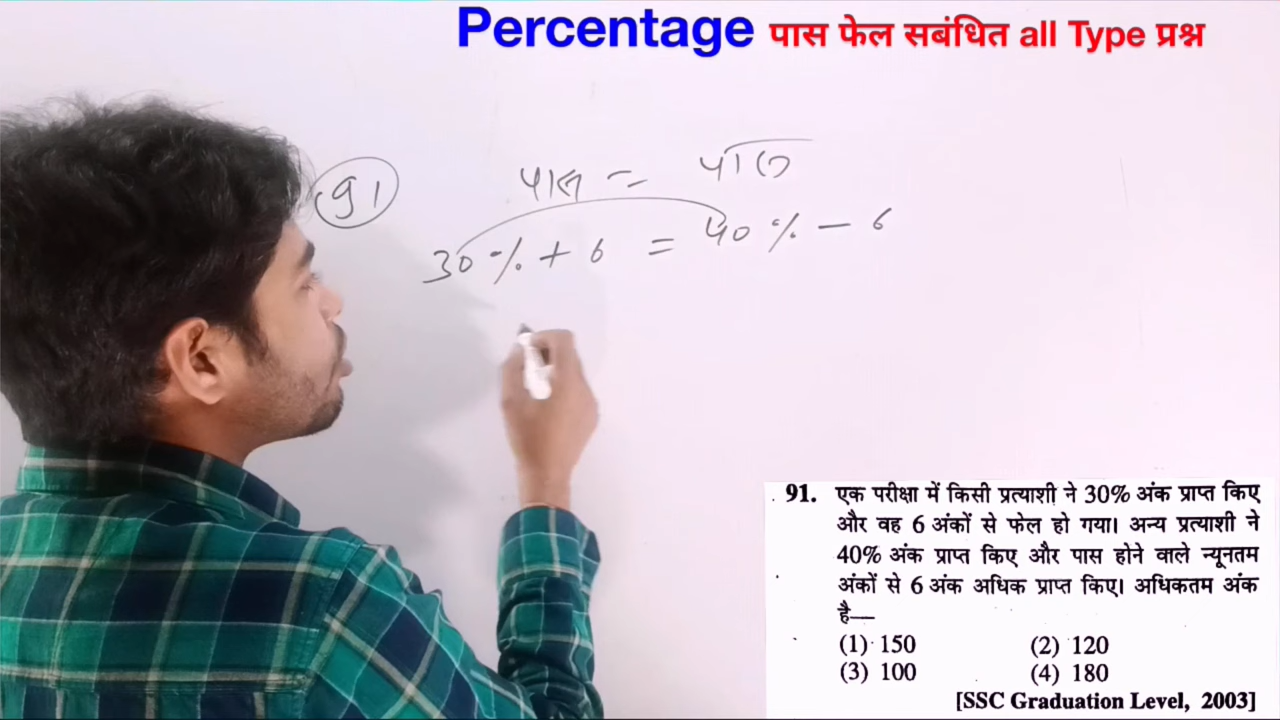 Percentage पास फेल सबंधित all Type प्रश्न
91
पास = पास
30% + 6 = 40% - 6
91. एक परीक्षा में किसी प्रत्याशी ने 30% अंक प्राप्त किए
और वह 6 अंकों से फेल हो गया। अन्य प्रत्याशी ने
40% अंक प्राप्त किए और पास होने वाले न्यूनतम
अंकों से 6 अंक अधिक प्राप्त किए। अधिकतम अंक
है—
(1) 150 (2) 120
(3) 100 (4) 180
[SSC Graduation Level, 2003]